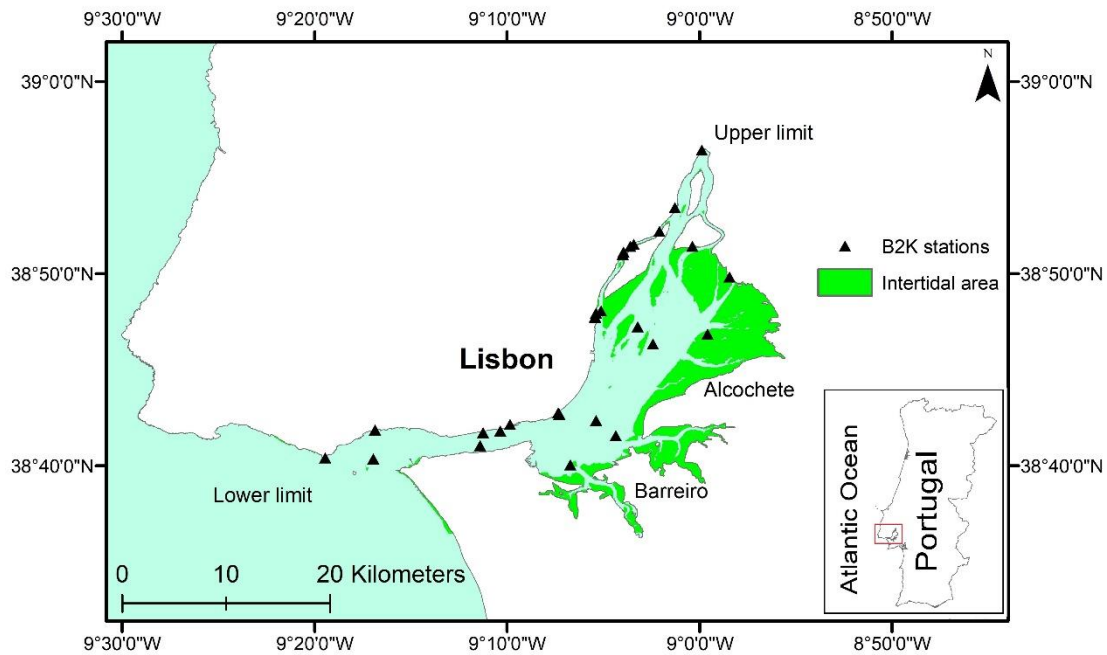 9°30'0"W 9°20'0"W 9°10'0"W 9°0'0"W 8°50'0"W
N
39°0'0"N 39°0'0"N
Upper limit
B2K stations
38°50'0"N 38°50'0"N
Intertidal area
Lisbon
Alcochete
38°40'0"N 38°40'0"N
Lower limit
Barreiro
Atlantic Ocean
Portugal
0 10 20 Kilometers
9°30'0"W 9°20'0"W 9°10'0"W 9°0'0"W 8°50'0"W